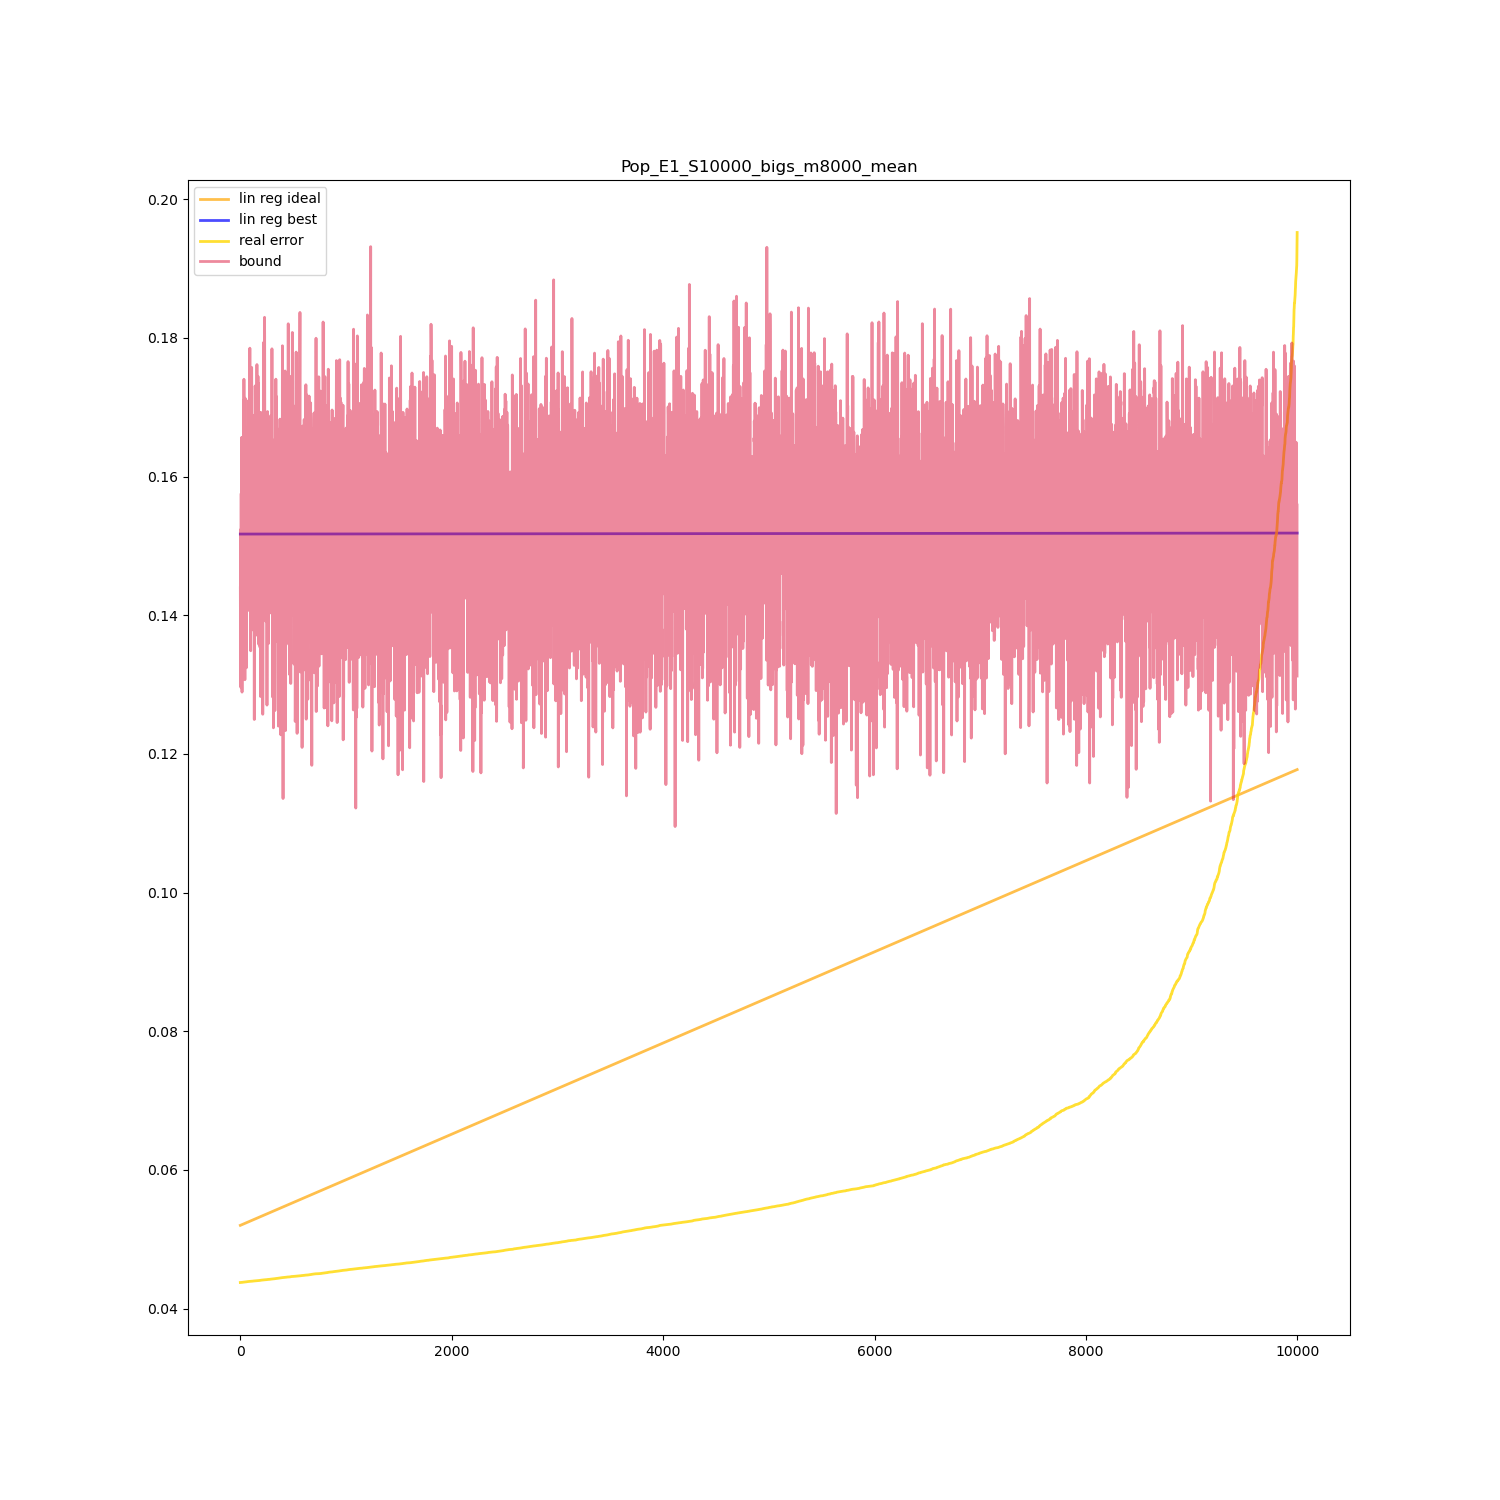 Pop_E1_S10000_bigs_m8000_mean
lin reg ideal
lin reg best
real error
bound
0.20
0.18
0.16
0.14
0.12
0.10
0.08
0.06
0.04
0 2000 4000 6000 8000 10000